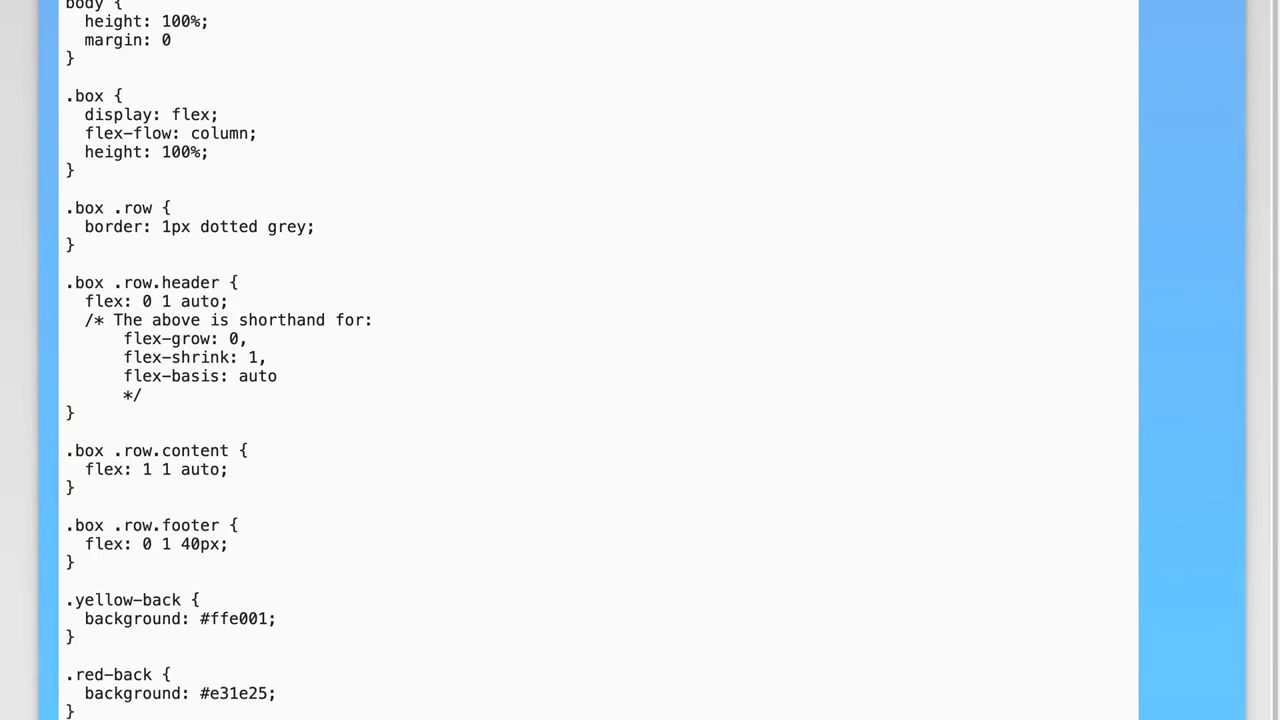 body {
  height: 100%;
  margin: 0
}

.box {
  display: flex;
  flex-flow: column;
  height: 100%;
}

.box .row {
  border: 1px dotted grey;
}

.box .row.header {
  flex: 0 1 auto;
  /* The above is shorthand for:
      flex-grow: 0,
      flex-shrink: 1,
      flex-basis: auto
      */
}

.box .row.content {
  flex: 1 1 auto;
}

.box .row.footer {
  flex: 0 1 40px;
}

.yellow-back {
  background: #ffe001;
}

.red-back {
  background: #e31e25;
}